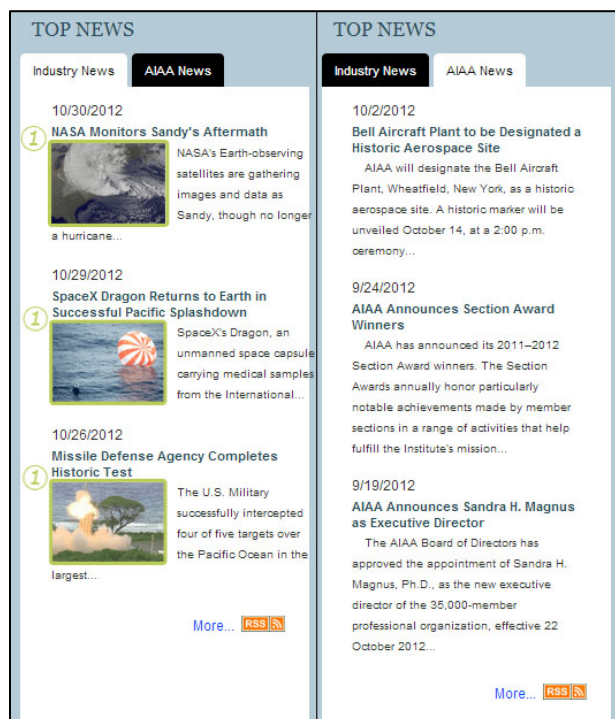 TOP NEWS
Industry News
AIAA News
10/30/2012
1
NASA Monitors Sandy's Aftermath
NASA's Earth-observing
satellites are gathering
images and data as
Sandy, though no longer
a hurricane...
10/29/2012
1
SpaceX Dragon Returns to Earth in
Successful Pacific Splashdown
SpaceX's Dragon, an
unmanned space capsule
carrying medical samples
from the International...
10/26/2012
1
Missile Defense Agency Completes
Historic Test
The U.S. Military
successfully intercepted
four of five targets over
the Pacific Ocean in the
largest...
More... RSS
TOP NEWS
Industry News
AIAA News
10/2/2012
Bell Aircraft Plant to be Designated a
Historic Aerospace Site
AIAA will designate the Bell Aircraft
Plant, Wheatfield, New York, as a historic
aerospace site. A historic marker will be
unveiled October 14, at a 2:00 p.m.
ceremony...
9/24/2012
AIAA Announces Section Award
Winners
AIAA has announced its 2011–2012
Section Award winners. The Section
Awards annually honor particularly
notable achievements made by member
sections in a range of activities that help
fulfill the Institute's mission...
9/19/2012
AIAA Announces Sandra H. Magnus
as Executive Director
The AIAA Board of Directors has
approved the appointment of Sandra H.
Magnus, Ph.D., as the new executive
director of the 35,000-member
professional organization, effective 22
October 2012...
More... RSS